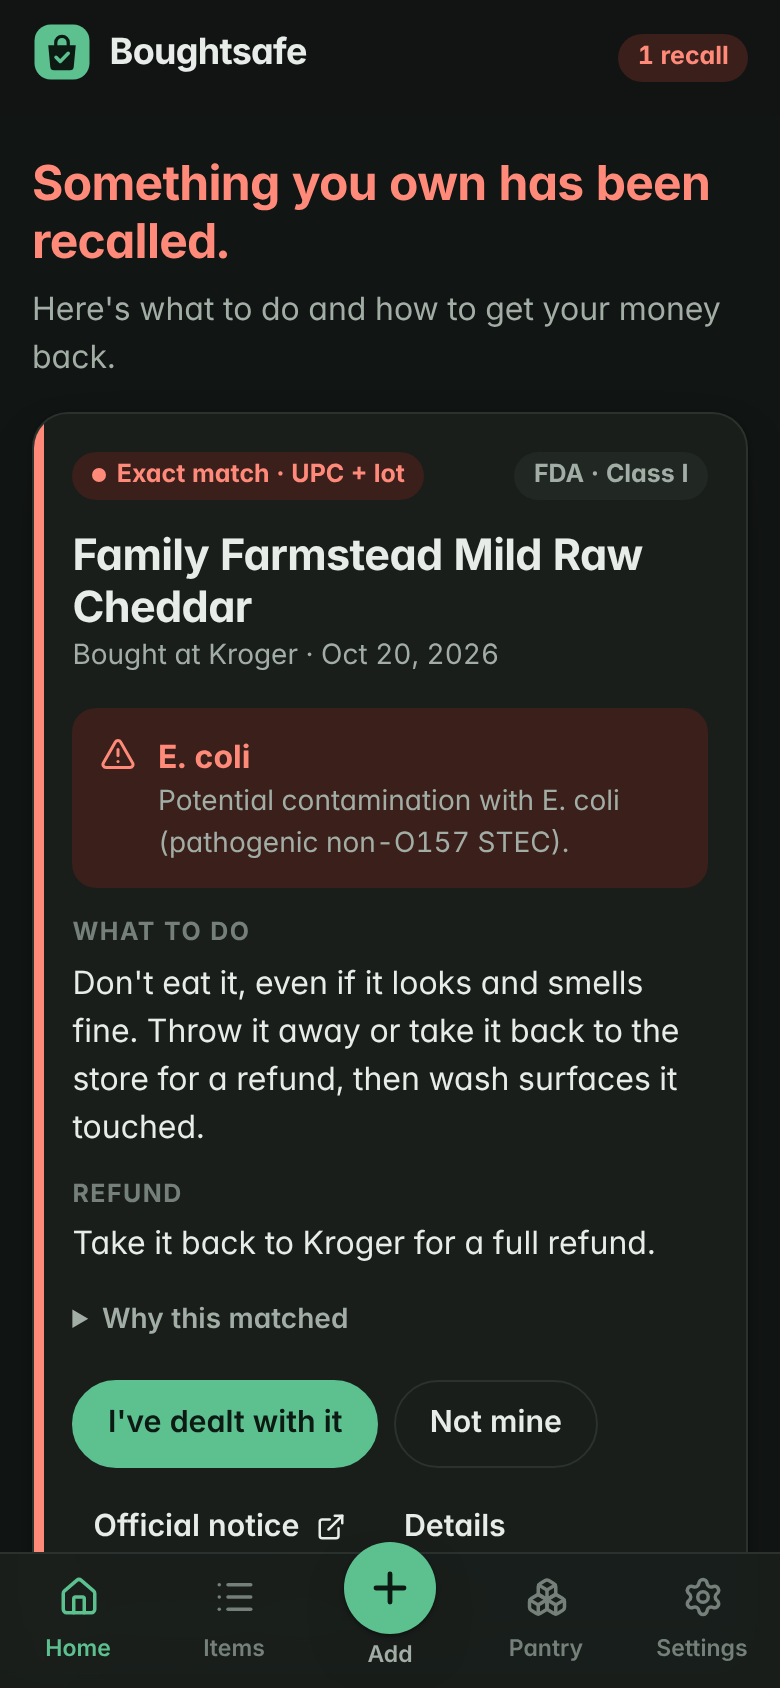 Boughtsafe
1 recall
Something you own has been
recalled.
Here's what to do and how to get your money
back.
Exact match · UPC + lot
FDA · Class I
Family Farmstead Mild Raw
Cheddar
Bought at Kroger · Oct 20, 2026
E. coli
Potential contamination with E. coli
(pathogenic non-O157 STEC).
WHAT TO DO
Don't eat it, even if it looks and smells
fine. Throw it away or take it back to the
store for a refund, then wash surfaces it
touched.
REFUND
Take it back to Kroger for a full refund.
Why this matched
I've dealt with it
Not mine
Official notice
Details
Home
Items
Add
Pantry
Settings